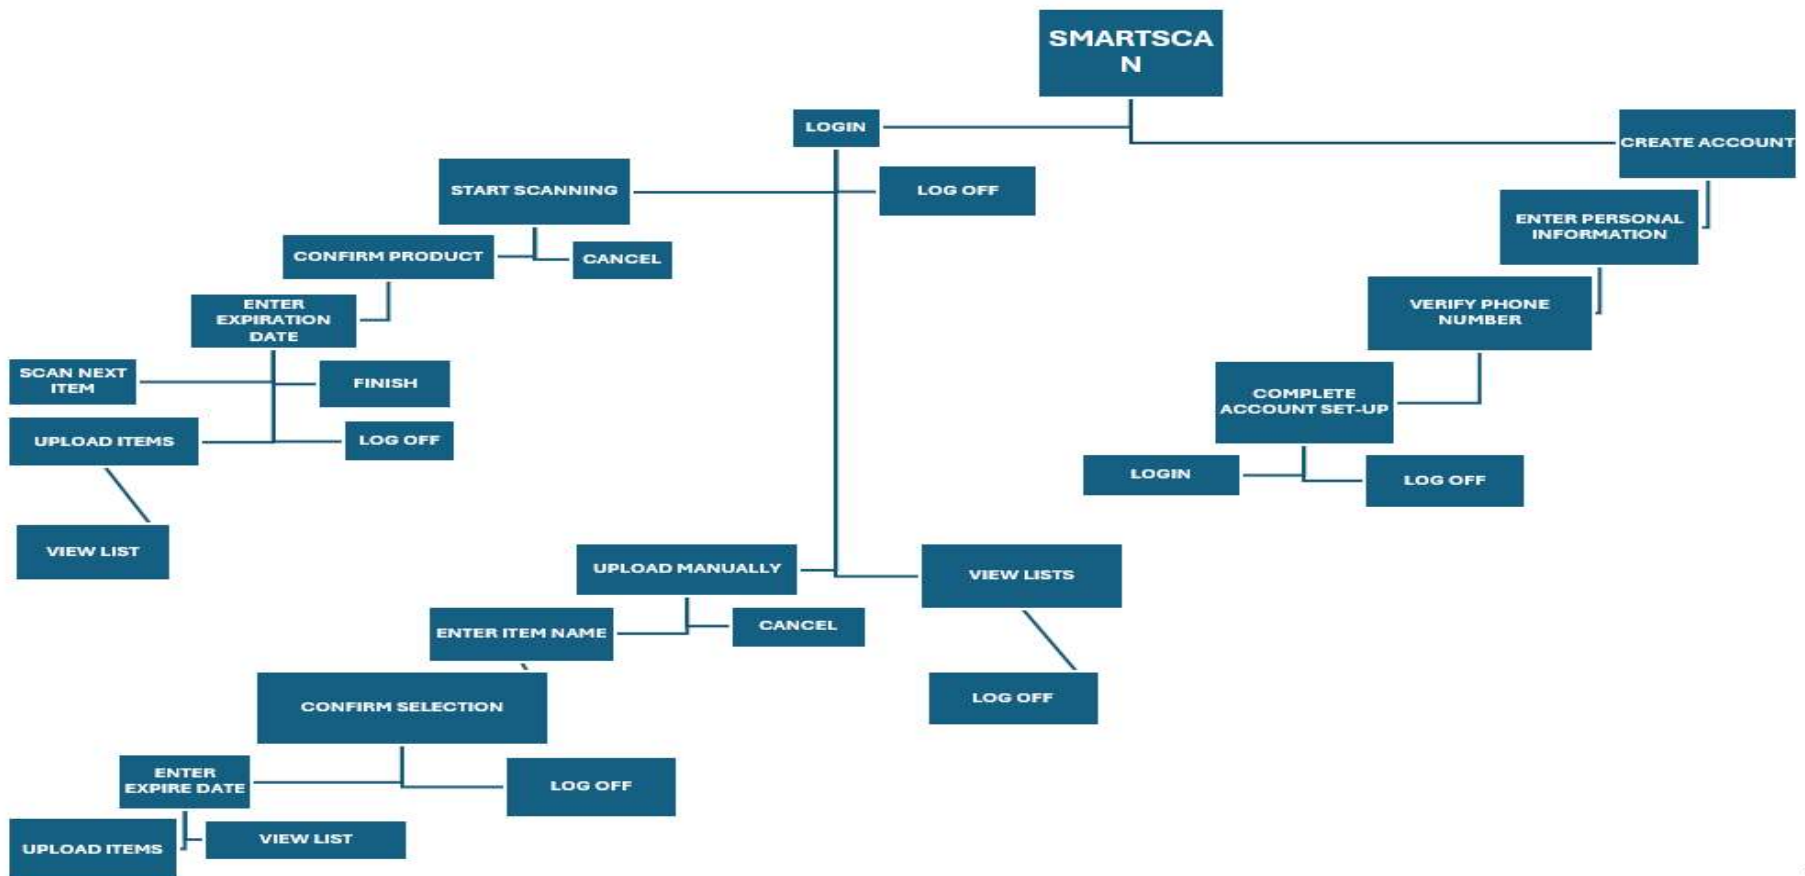 SMARTSCA
N
LOGIN
CREATE ACCOUNT
START SCANNING
LOG OFF
ENTER PERSONAL
INFORMATION
CONFIRM PRODUCT
CANCEL
VERIFY PHONE
NUMBER
ENTER
EXPIRATION
DATE
SCAN NEXT
ITEM
FINISH
COMPLETE
ACCOUNT SET-UP
UPLOAD ITEMS
LOG OFF
LOGIN
LOG OFF
VIEW LIST
UPLOAD MANUALLY
VIEW LISTS
ENTER ITEM NAME
CANCEL
CONFIRM SELECTION
LOG OFF
ENTER
EXPIRE DATE
LOG OFF
UPLOAD ITEMS
VIEW LIST